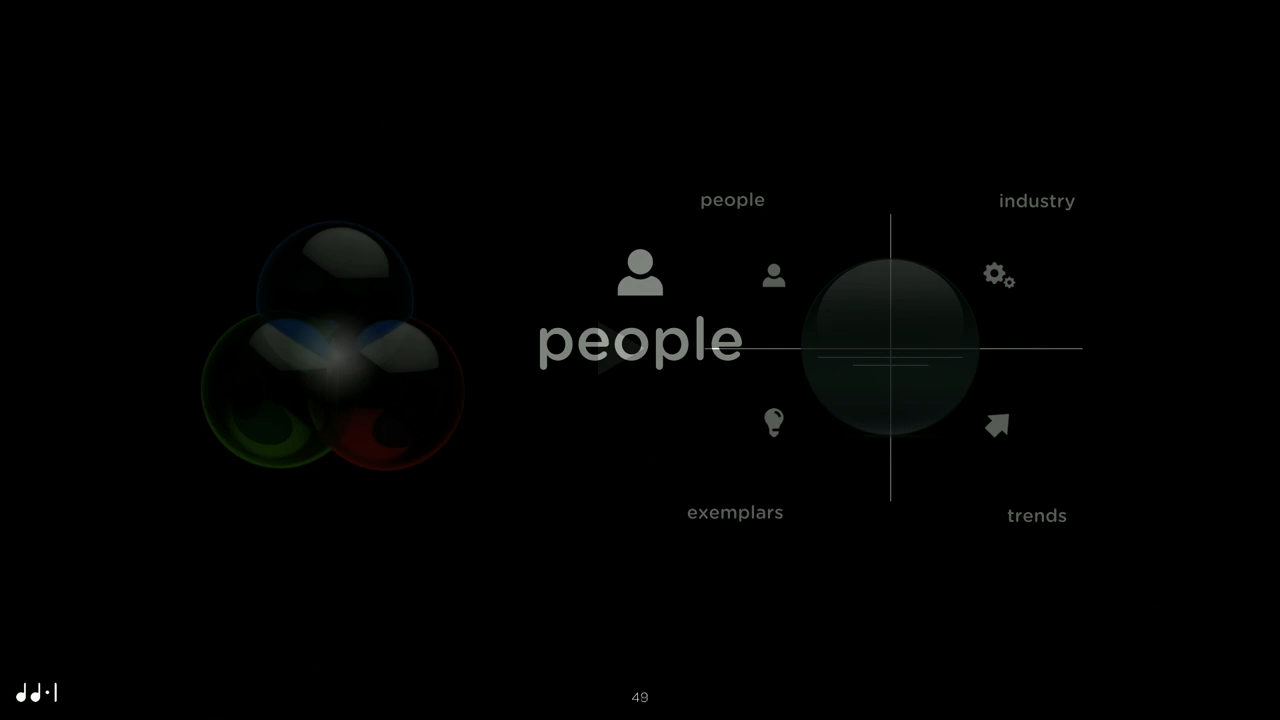 people
industry
people
exemplars
trends
49